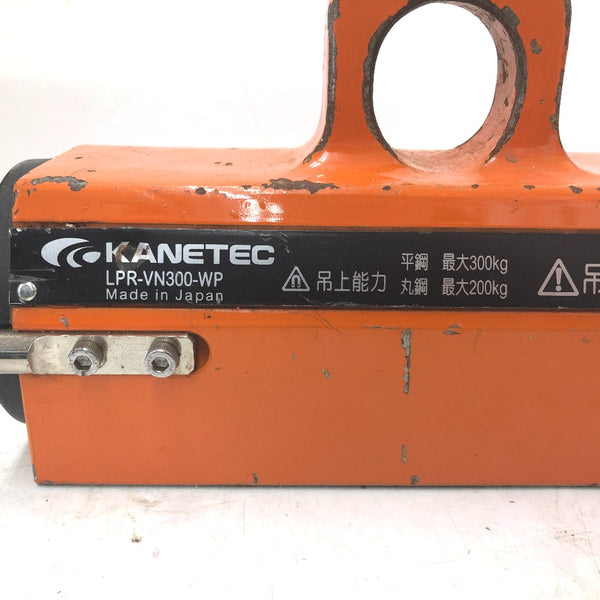 KANETEC
LPR-VN300-WP
Made in Japan
吊上能力
平鋼 最大300kg
丸鋼 最大200kg
吊